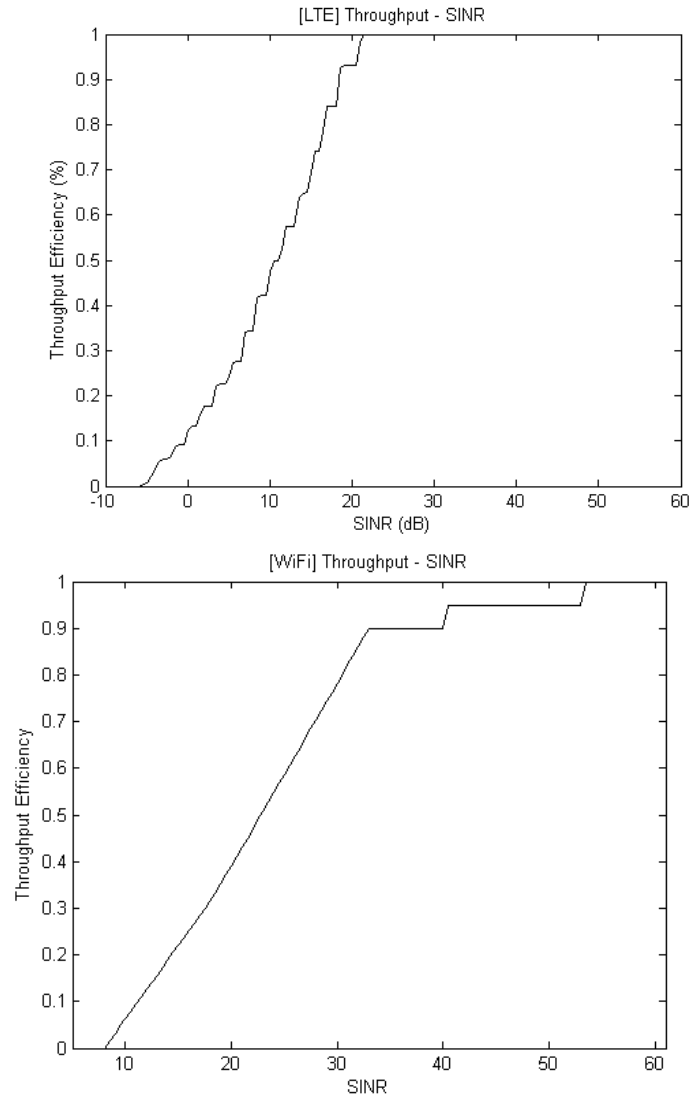 [LTE] Throughput - SINR
1
0.9
0.8
0.7
0.6
0.5
0.4
0.3
0.2
0.1
0
Throughput Efficiency (%)
-10 0 10 20 30 40 50 60
SINR (dB)
[WiFi] Throughput - SINR
1
0.9
0.8
0.7
0.6
0.5
0.4
0.3
0.2
0.1
0
Throughput Efficiency
10 20 30 40 50 60
SINR